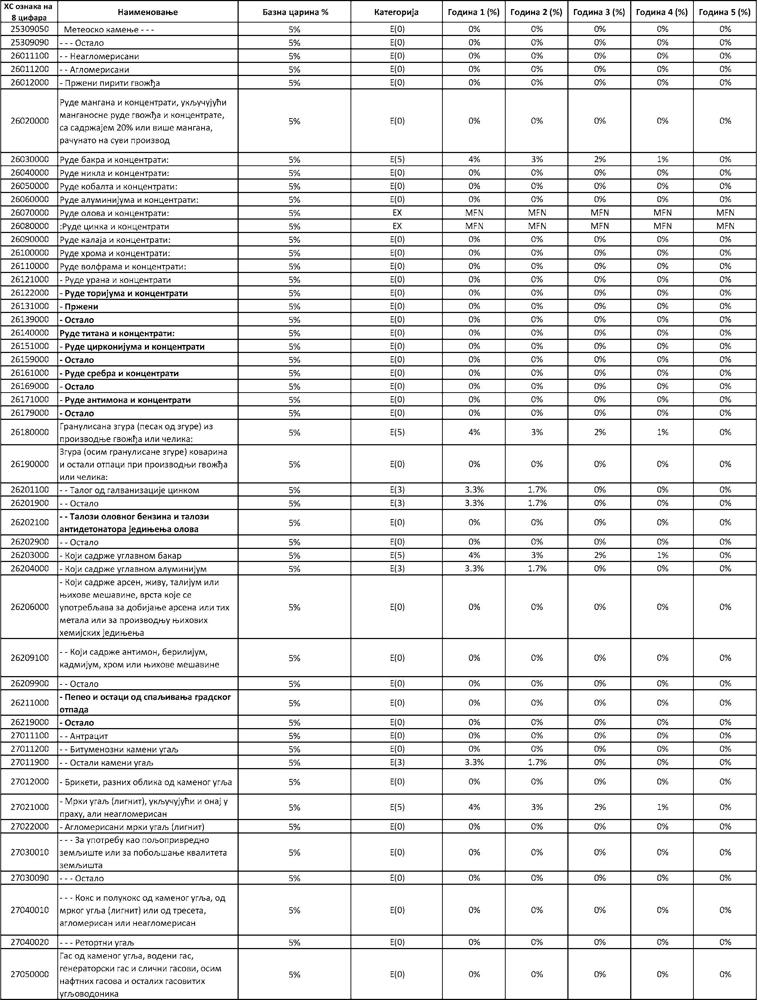 ХС ознака на 8 цифара Наименовање Базна царина % Категорија Година 1 (%) Година 2 (%) Година 3 (%) Година 4 (%) Година 5 (%)
25309050 Метеоско камење - - - 5% Е(0) 0% 0% 0% 0% 0%
25309090 - - - Остало 5% Е(0) 0% 0% 0% 0% 0%
26011100 - - Неагломерисани 5% Е(0) 0% 0% 0% 0% 0%
26011200 - - Агломерисани 5% Е(0) 0% 0% 0% 0% 0%
26012000 - Пржени пирити гвожђа 5% Е(0) 0% 0% 0% 0% 0%
Руде мангана и концентрати, укључујући
манганосне руде гвожђа и концентрате,
26020000 са садржајем 20% или више мангана, 5% Е(0) 0% 0% 0% 0% 0%
рачунато на суви производ
26030000 Руде бакра и концентрати: 5% Е(5) 4% 3% 2% 1% 0%
26040000 Руде никла и концентрати: 5% Е(0) 0% 0% 0% 0% 0%
26050000 Руде кобалта и концентрати: 5% Е(0) 0% 0% 0% 0% 0%
26060000 Руде алуминијума и концентрати: 5% Е(0) 0% 0% 0% 0% 0%
26070000 Руде олова и концентрати: 5% EX MFN MFN MFN MFN MFN
26080000 :Руде цинка и концентрати 5% EX MFN MFN MFN MFN MFN
26090000 Руде калаја и концентрати: 5% Е(0) 0% 0% 0% 0% 0%
26100000 Руде хрома и концентрати: 5% Е(0) 0% 0% 0% 0% 0%
26110000 Руде волфрама и концентрати: 5% Е(0) 0% 0% 0% 0% 0%
26121000 - Руде урана и концентрати 5% Е(0) 0% 0% 0% 0% 0%
26122000 - Руде торијума и концентрати 5% Е(0) 0% 0% 0% 0% 0%
26131000 - Пржени 5% Е(0) 0% 0% 0% 0% 0%
26139000 - Остало 5% Е(0) 0% 0% 0% 0% 0%
26140000 Руде титана и концентрати: 5% Е(0) 0% 0% 0% 0% 0%
26151000 - Руде цирконијума и концентрати 5% Е(0) 0% 0% 0% 0% 0%
26159000 - Остало 5% Е(0) 0% 0% 0% 0% 0%
26161000 - Руде сребра и концентрати 5% Е(0) 0% 0% 0% 0% 0%
26169000 - Остало 5% Е(0) 0% 0% 0% 0% 0%
26171000 - Руде антимона и концентрати 5% Е(0) 0% 0% 0% 0% 0%
26179000 - Остало 5% Е(0) 0% 0% 0% 0% 0%
Гранулисана згура (песак од згуре) из
26180000 производње гвожђа или челика: 5% Е(5) 4% 3% 2% 1% 0%
Згура (осим гранулисане згуре) коварина
26190000 и остали отпаци при производњи гвожђа 5% Е(0) 0% 0% 0% 0% 0%
или челика:
26201100 - - Талог од галванизације цинком 5% Е(3) 3.3% 1.7% 0% 0% 0%
26201900 - - Остало 5% Е(3) 3.3% 1.7% 0% 0% 0%
- - Талози оловног бензина и талози
26202100 антидетонатора једињења олова 5% Е(0) 0% 0% 0% 0% 0%
26202900 - - Остало 5% Е(0) 0% 0% 0% 0% 0%
26203000 - Који садрже углавном бакар 5% Е(5) 4% 3% 2% 1% 0%
26204000 - Који садрже углавном алуминијум 5% Е(3) 3.3% 1.7% 0% 0% 0%
- Који садрже арсен, живу, талијум или
њихове мешавине, врста које се
26206000 употребљава за добијање арсена или тих 5% Е(0) 0% 0% 0% 0% 0%
метала или за производњу њихових
хемијских једињења
- - Који садрже антимон, берилијум,
26209100 кадмијум, хром или њихове мешавине 5% Е(0) 0% 0% 0% 0% 0%
26209900 - - Остало 5% Е(0) 0% 0% 0% 0% 0%
- Пепео и остаци од спаљивања градског
26211000 отпада 5% Е(0) 0% 0% 0% 0% 0%
26219000 - Остало 5% Е(0) 0% 0% 0% 0% 0%
27011100 - - Антрацит 5% Е(0) 0% 0% 0% 0% 0%
27011200 - - Битуменозни камени угаљ 5% Е(0) 0% 0% 0% 0% 0%
27011900 - - Остали камени угаљ 5% Е(3) 3.3% 1.7% 0% 0% 0%
27012000 - Брикети, разних облика од каменог угља 5% Е(0) 0% 0% 0% 0% 0%
- Мрки угаљ (лигнит), укључујући и онај у
27021000 праху, али неагломерисан 5% Е(5) 4% 3% 2% 1% 0%
27022000 - Агломерисани мрки угаљ (лигнит) 5% Е(0) 0% 0% 0% 0% 0%
- - - За употребу као пољопривредно
27030010 земљиште или за побољшање квалитета 5% Е(0) 0% 0% 0% 0% 0%
земљишта
27030090 - - - Остало 5% Е(0) 0% 0% 0% 0% 0%
- - - Кокс и полукокс од каменог угља, од
27040010 мрког угља (лигнит) или од тресета, 5% Е(0) 0% 0% 0% 0% 0%
агломерисан или неагломерисан
27040020 - - - Ретортни угаљ 5% Е(0) 0% 0% 0% 0% 0%
Гас од каменог угља, водени гас,
генераторски гас и слични гасови, осим
27050000 нафтних гасова и осталих гасовитих 5% Е(0) 0% 0% 0% 0% 0%
угљоводоника